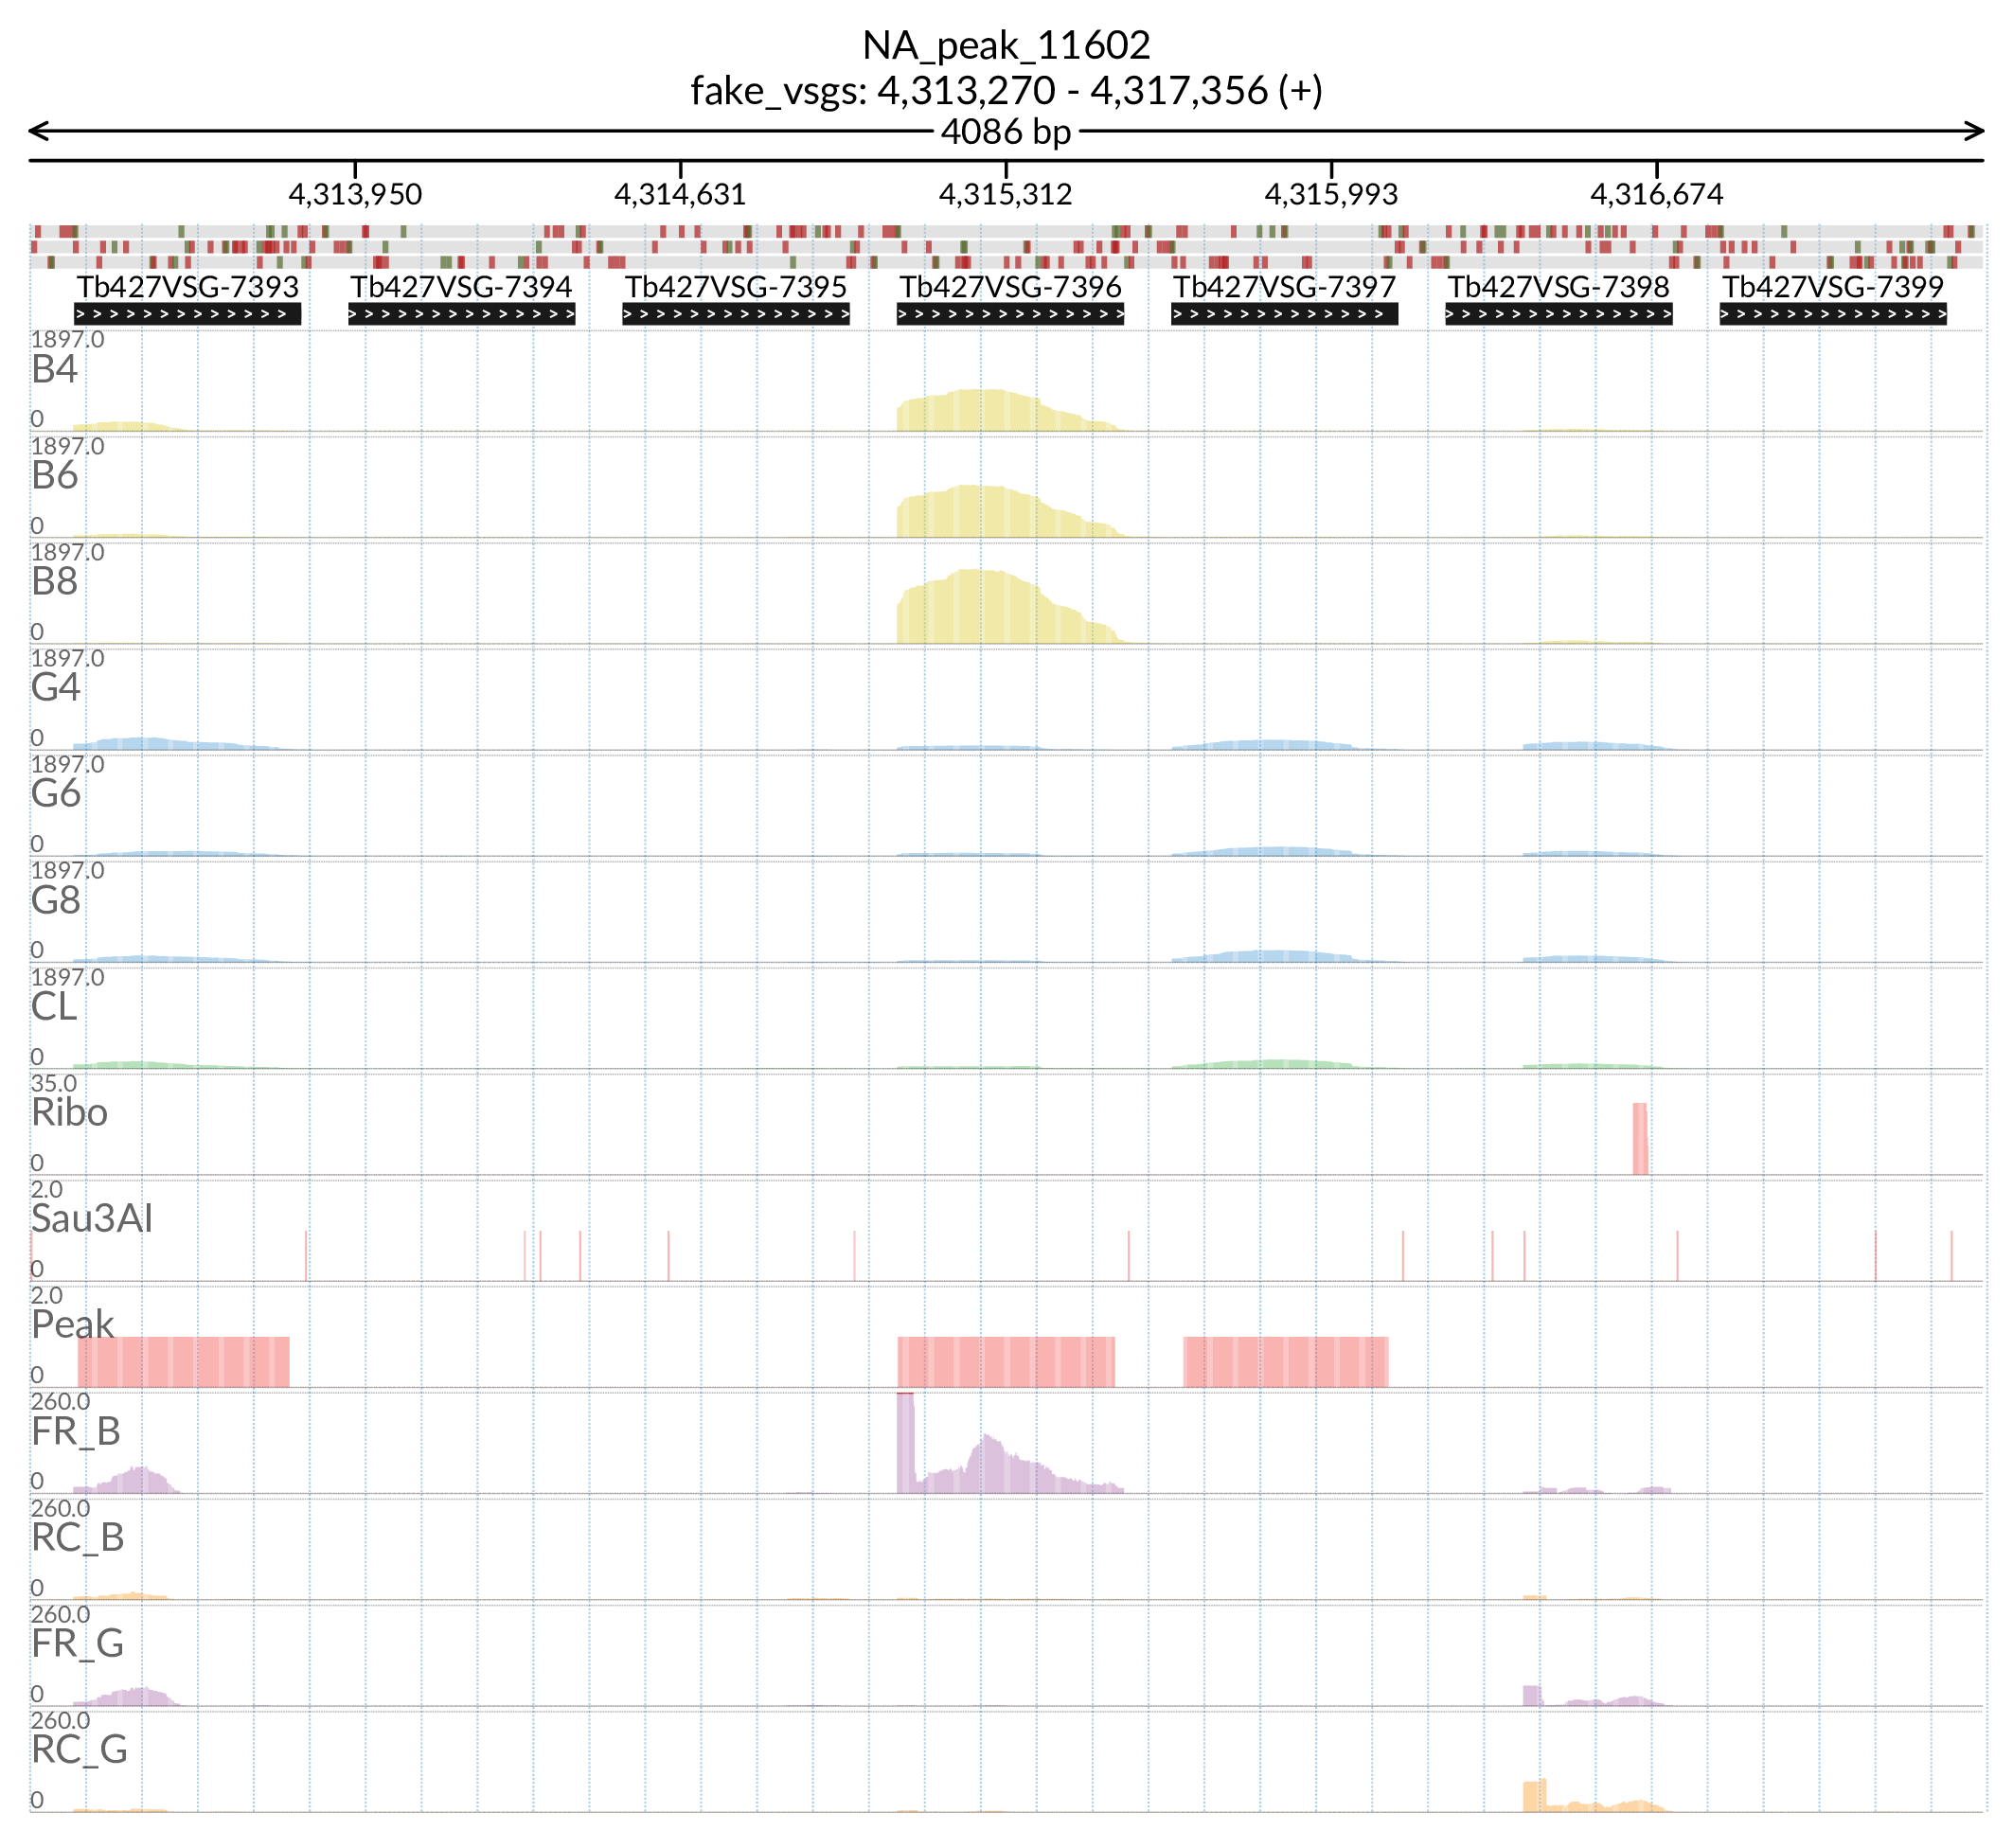 NA_peak_11602
fake_vsgs: 4,313,270 - 4,317,356 (+)
4086 bp
4,313,950 4,314,631 4,315,312 4,315,993 4,316,674
Tb427VSG-7393 Tb427VSG-7394 Tb427VSG-7395 Tb427VSG-7396 Tb427VSG-7397 Tb427VSG-7398 Tb427VSG-7399
1897.0
B4
0
1897.0
B6
0
1897.0
B8
0
1897.0
G4
0
1897.0
G6
0
1897.0
G8
0
1897.0
CL
0
35.0
Ribo
0
2.0
Sau3AI
0
2.0
Peak
0
260.0
FR_B
0
260.0
RC_B
0
260.0
FR_G
0
260.0
RC_G
0